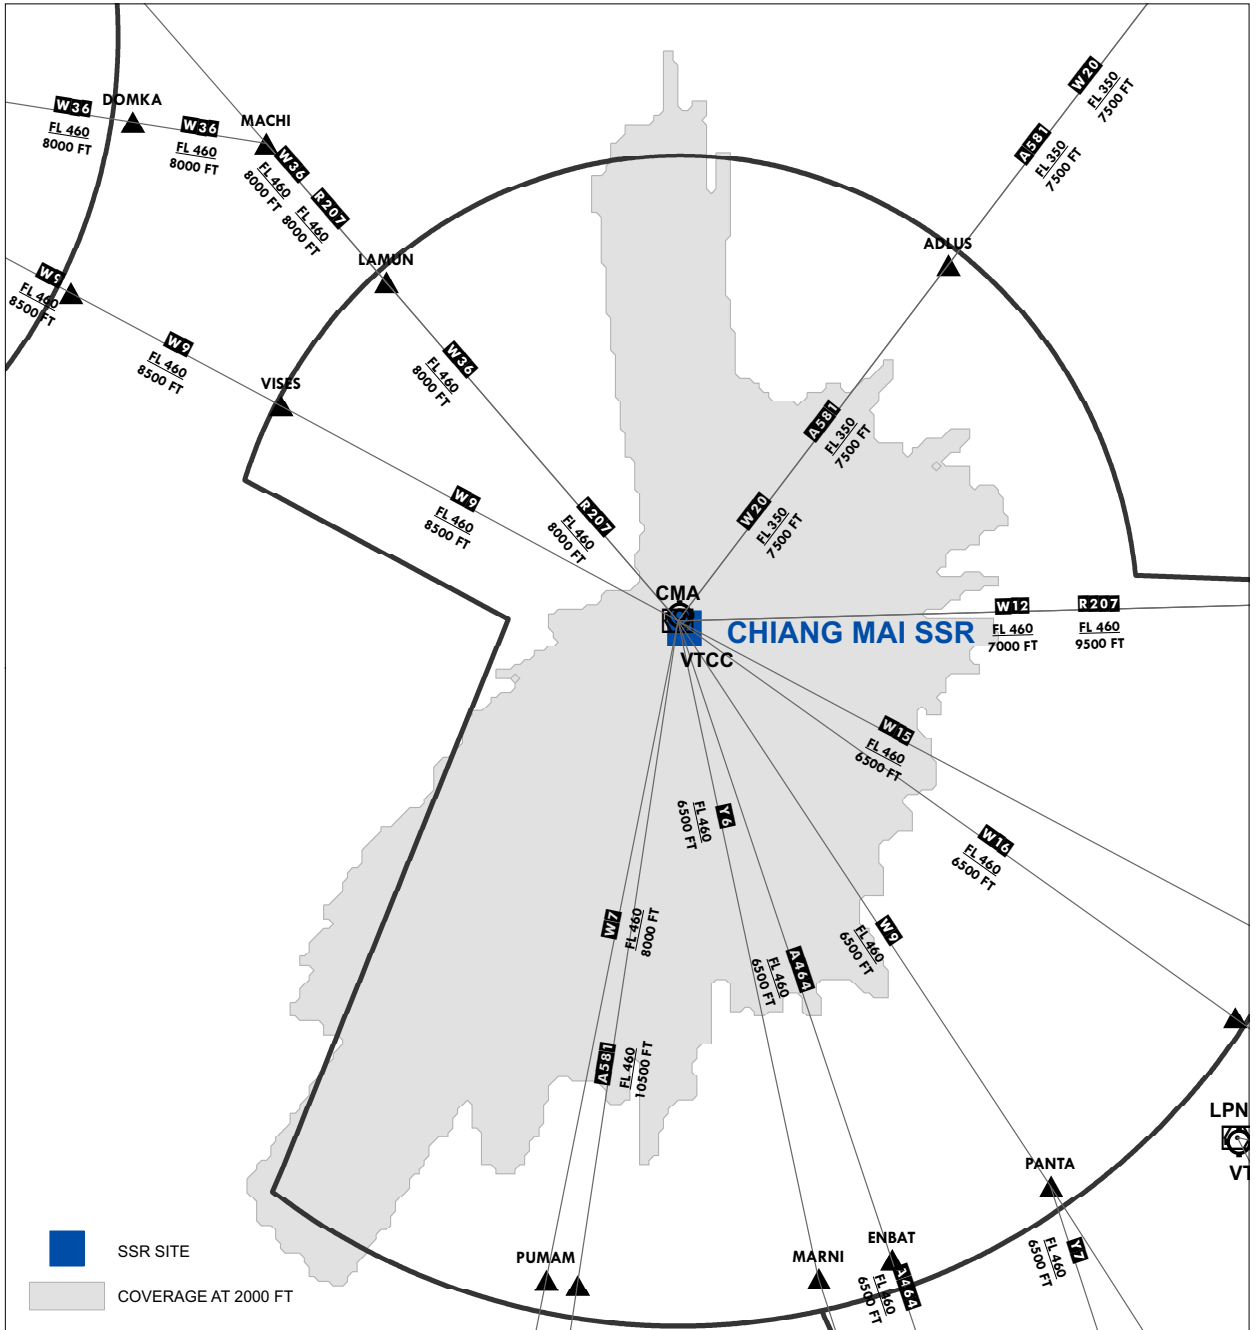 W20
FL 350
7500 FT
DOMKA
W36
FL 460
8000 FT
W36
FL 460
8000 FT
MACHI
W36
FL 460
8000 FT
R207
FL 460
8000 FT
A581
FL 350
7500 FT
LAMUN
ADLUS
W9
FL 460
8500 FT
W9
FL 460
8500 FT
VISES
W36
FL 460
8000 FT
A581
FL 350
7500 FT
W9
FL 460
8500 FT
R207
FL 460
8000 FT
W20
FL 350
7500 FT
CMA
CHIANG MAI SSR
VTCC
W12
FL 460
7000 FT
R207
FL 460
9500 FT
W15
FL 460
6500 FT
Y6
FL 460
6500 FT
W16
FL 460
6500 FT
W7
FL 460
8000 FT
W9
FL 460
6500 FT
A464
FL 460
6500 FT
A581
FL 460
10500 FT
LPN
VT
PANTA
Y7
FL 460
6500 FT
PUMAM
MARNI
ENBAT
A464
FL 460
6500 FT
SSR SITE
COVERAGE AT 2000 FT